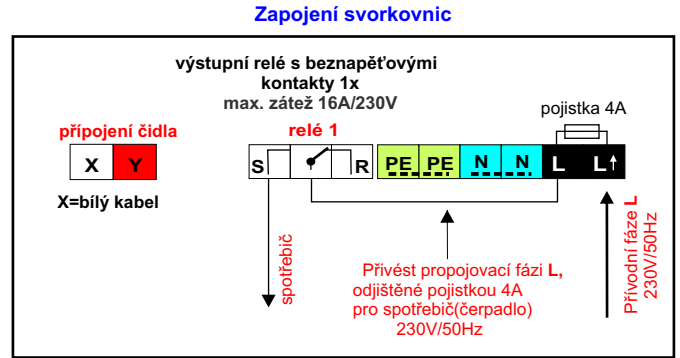 Zapojení svorkovnic
výstupní relé s beznapěťovými
kontakty 1x
max. zátěž 16A/230V
pojistka 4A
přípojení čidla
relé 1
X Y
S R PE PE N N L L↑
X=bílý kabel
spotřebič
Přivést propojovací fázi L,
odjištěné pojistkou 4A
pro spotřebič(čerpadlo)
230V/50Hz
Přívodní fáze L
230V/50Hz